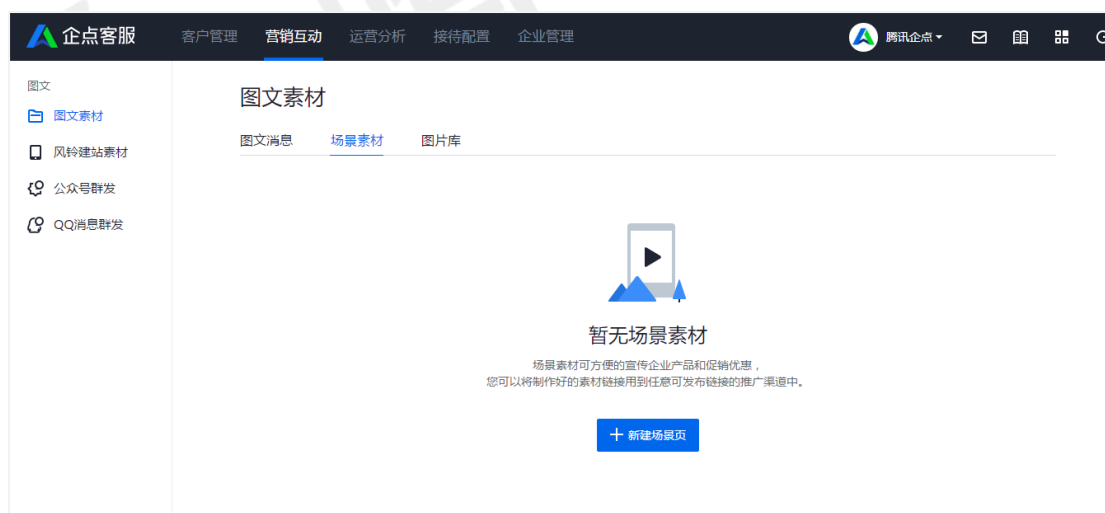 企点客服
客户管理 营销互动 运营分析 接待配置 企业管理
腾讯企点
图文
图文素材
风铃建站素材
公众号群发
QQ消息群发
图文素材
图文消息 场景素材 图片库
暂无场景素材
场景素材可方便的宣传企业产品和促销优惠，
您可以将制作好的素材链接用到任意可发布链接的推广渠道中。
新建场景页